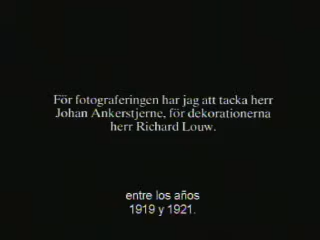 För fotograferingen har jag att tacka herr
Johan Ankerstjerne, för dekorationerna
herr Richard Louw.
entre los años
1919 y 1921.